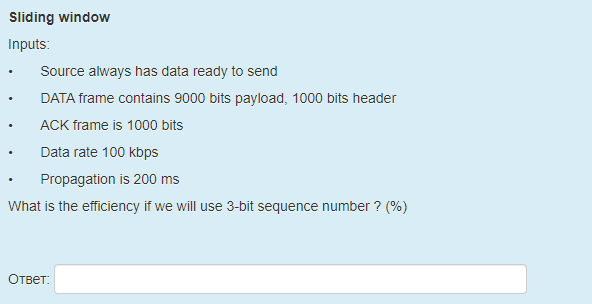 Sliding window
Inputs:
• Source always has data ready to send
• DATA frame contains 9000 bits payload, 1000 bits header
• ACK frame is 1000 bits
• Data rate 100 kbps
• Propagation is 200 ms
What is the efficiency if we will use 3-bit sequence number ? (%)
Ответ: